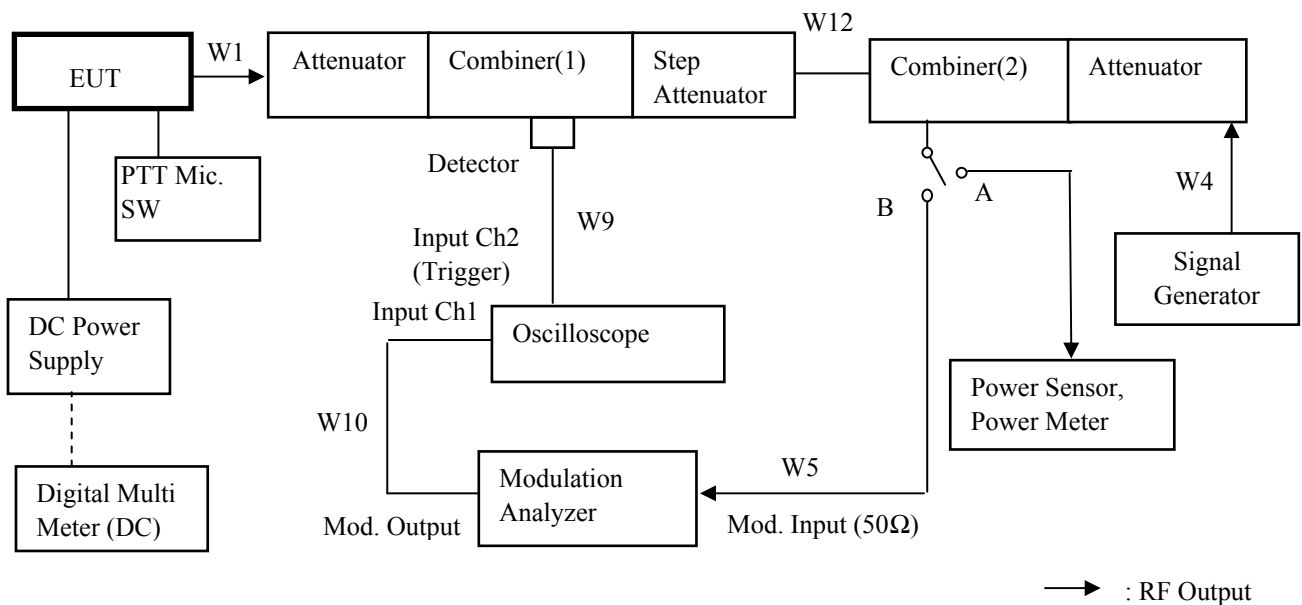 W12
W1
EUT
Attenuator
Combiner(1)
Step
Attenuator
Combiner(2)
Attenuator
PTT Mic.
SW
Detector
W9
B
A
W4
Input Ch2
(Trigger)
Input Ch1
Signal
Generator
DC Power
Supply
Oscilloscope
Power Sensor,
Power Meter
W10
W5
Digital Multi
Meter (DC)
Modulation
Analyzer
Mod. Output
Mod. Input (50Ω)
: RF Output